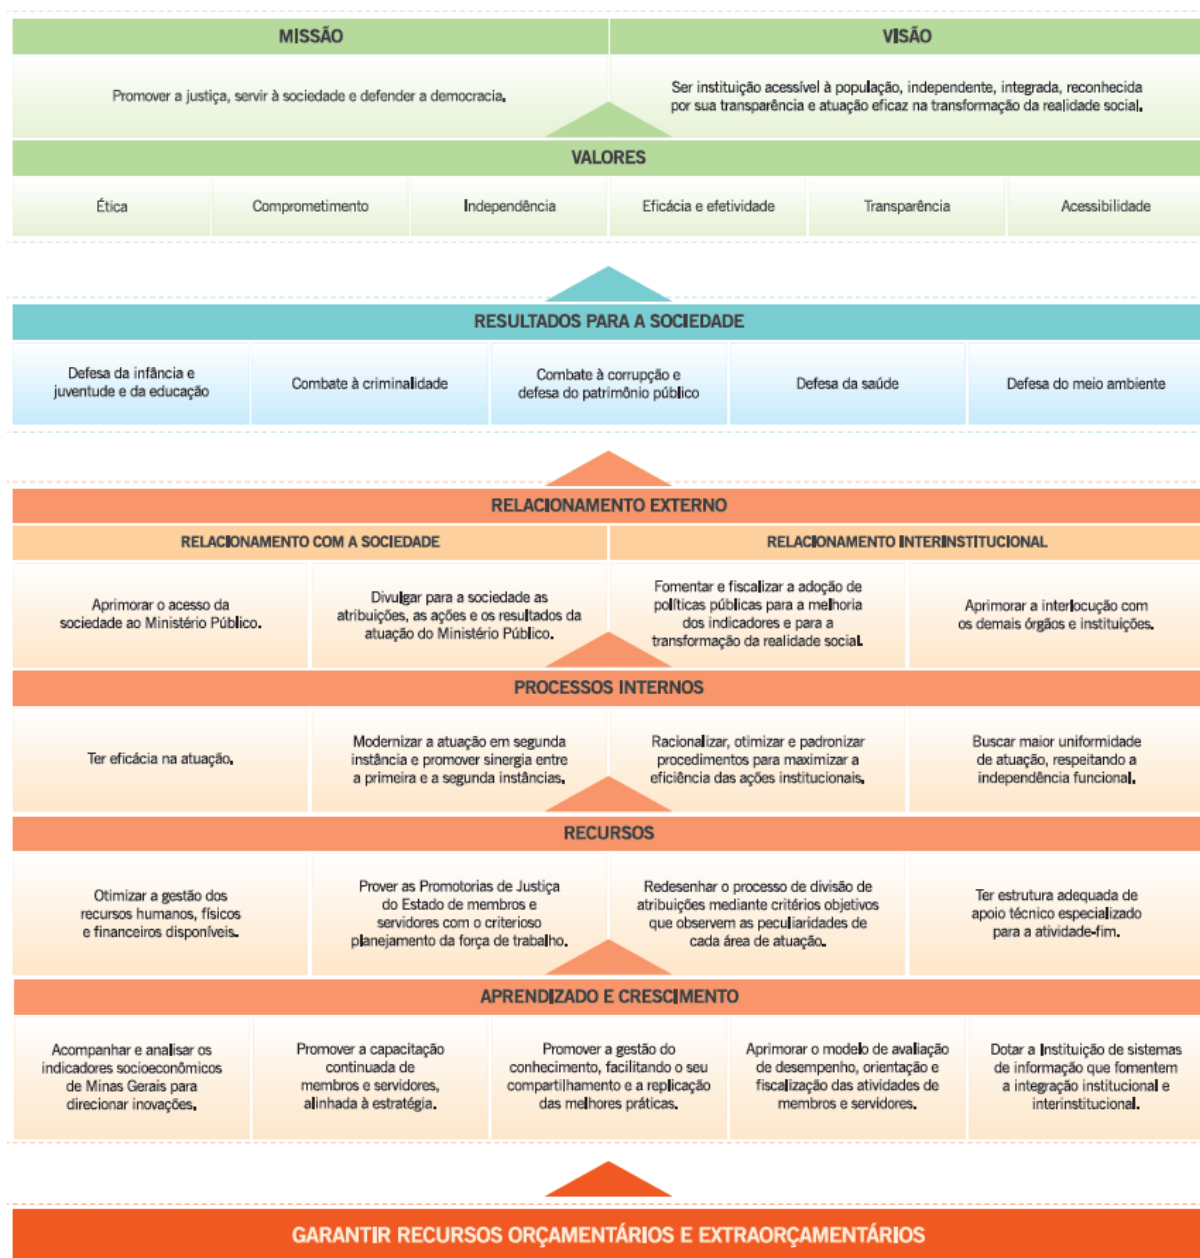 MISSÃO
VISÃO
Promover a justiça, servir à sociedade e defender a democracia.
Ser instituição acessível à população, independente, integrada, reconhecida
por sua transparência e atuação eficaz na transformação da realidade social.
VALORES
Ética
Comprometimento
Independência
Eficácia e efetividade
Transparência
Acessibilidade
RESULTADOS PARA A SOCIEDADE
Defesa da infância e
juventude e da educação
Combate à criminalidade
Combate à corrupção e
defesa do patrimônio público
Defesa da saúde
Defesa do meio ambiente
RELACIONAMENTO EXTERNO
RELACIONAMENTO COM A SOCIEDADE
RELACIONAMENTO INTERINSTITUCIONAL
Aprimorar o acesso da
sociedade ao Ministério Público.
Divulgar para a sociedade as
atribuições, as ações e os resultados da
atuação do Ministério Público.
Fomentar e fiscalizar a adoção de
políticas públicas para a melhoria
dos indicadores e para a
transformação da realidade social.
Aprimorar a interlocução com
os demais órgãos e instituições.
PROCESSOS INTERNOS
Ter eficácia na atuação.
Modernizar a atuação em segunda
instância e promover sinergia entre
a primeira e a segunda instâncias.
Racionalizar, otimizar e padronizar
procedimentos para maximizar a
eficiência das ações institucionais.
Buscar maior uniformidade
de atuação, respeitando a
independência funcional.
RECURSOS
Otimizar a gestão dos
recursos humanos, físicos
e financeiros disponíveis.
Prover as Promotorias de Justiça
do Estado de membros e
servidores com o criterioso
planejamento da força de trabalho.
Redesenhar o processo de divisão de
atribuições mediante critérios objetivos
que observem as peculiaridades de
cada área de atuação.
Ter estrutura adequada de
apoio técnico especializado
para a atividade-fim.
APRENDIZADO E CRESCIMENTO
Acompanhar e analisar os
indicadores socioeconômicos
de Minas Gerais para
direcionar inovações.
Promover a capacitação
continuada de
membros e servidores,
alinhada à estratégia.
Promover a gestão do
conhecimento, facilitando o seu
compartilhamento e a replicação
das melhores práticas.
Aprimorar o modelo de avaliação
de desempenho, orientação e
fiscalização das atividades de
membros e servidores.
Dotar a Instituição de sistemas
de informação que fomentem
a integração institucional e
interinstitucional.
GARANTIR RECURSOS ORÇAMENTÁRIOS E EXTRAORÇAMENTÁRIOS